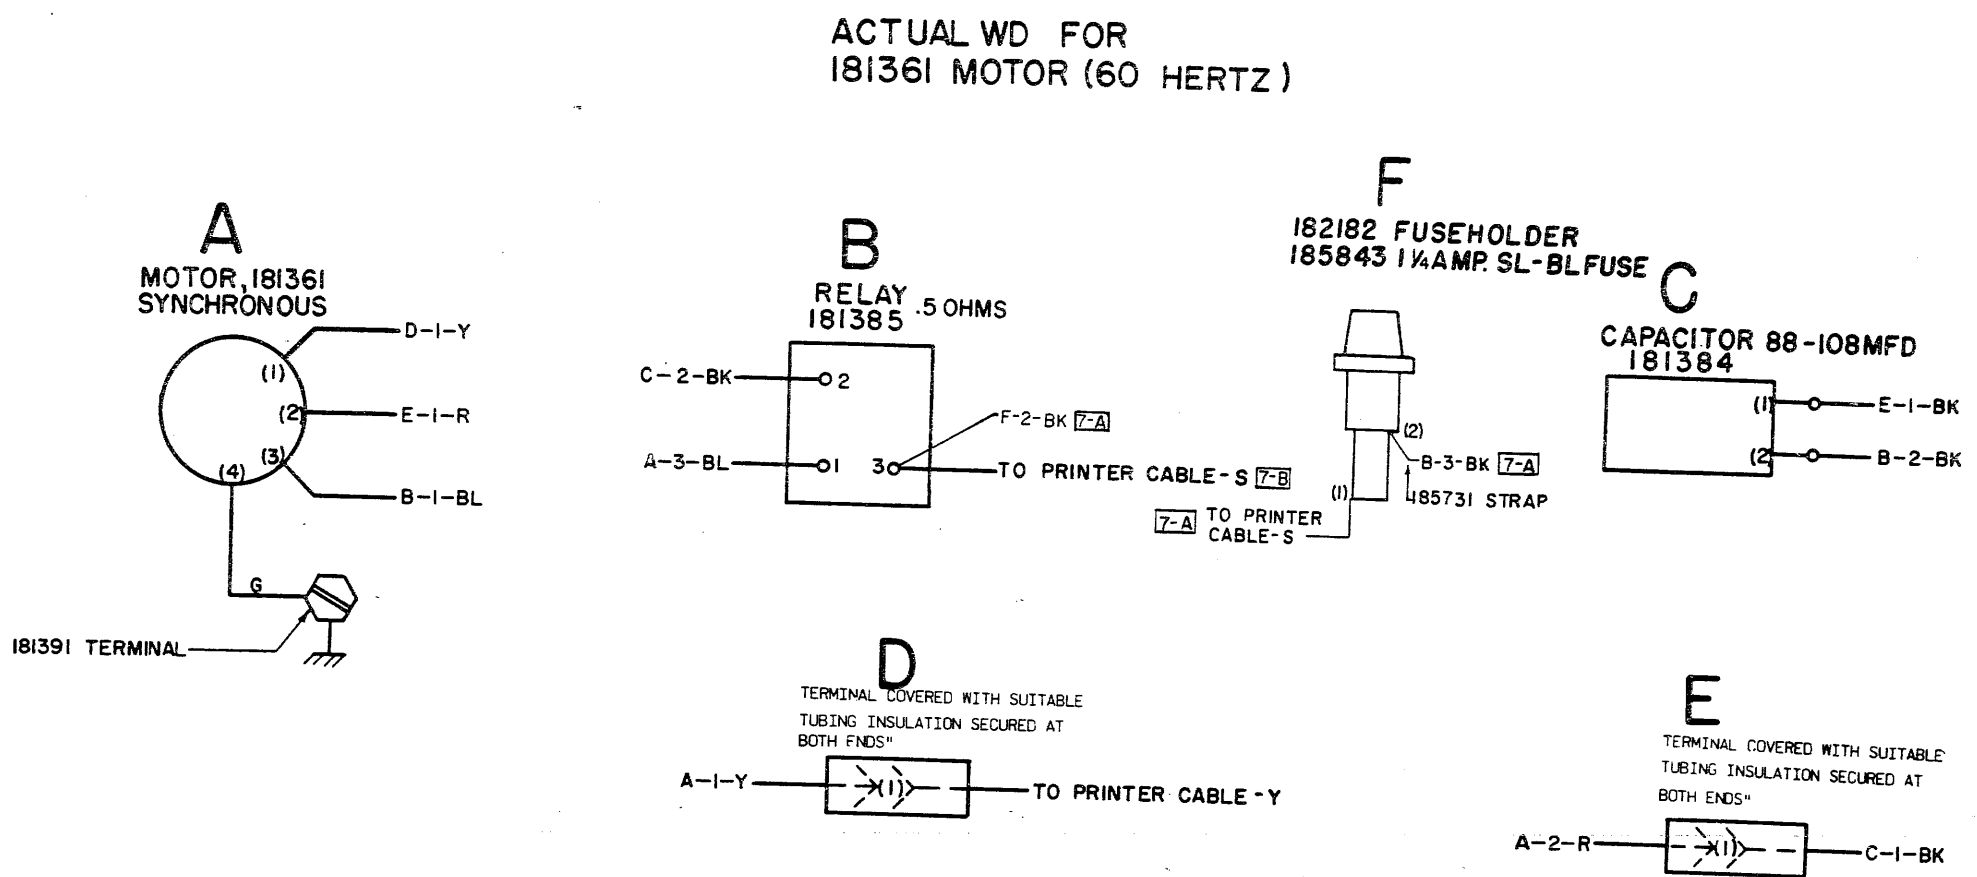 ACTUAL WD FOR
181361 MOTOR (60 HERTZ)
A
MOTOR, 181361
SYNCHRONOUS
D-1-Y
(1)
(2)
E-1-R
(3)
(4)
B-1-BL
G
181391 TERMINAL
B
RELAY .5 OHMS
181385
C-2-BK
2
F-2-BK 7-A
A-3-BL
1
3
TO PRINTER CABLE-S 7-B
F
182182 FUSEHOLDER
185843 1 1/4 AMP. SL-BL FUSE
(2)
B-3-BK 7-A
(1)
185731 STRAP
7-A TO PRINTER
CABLE-S
C
CAPACITOR 88-108MFD
181384
(1)
E-1-BK
(2)
B-2-BK
D
TERMINAL COVERED WITH SUITABLE
TUBING INSULATION SECURED AT
BOTH ENDS"
A-1-Y
(1)
TO PRINTER CABLE-Y
E
TERMINAL COVERED WITH SUITABLE
TUBING INSULATION SECURED AT
BOTH ENDS"
A-2-R
(1)
C-1-BK